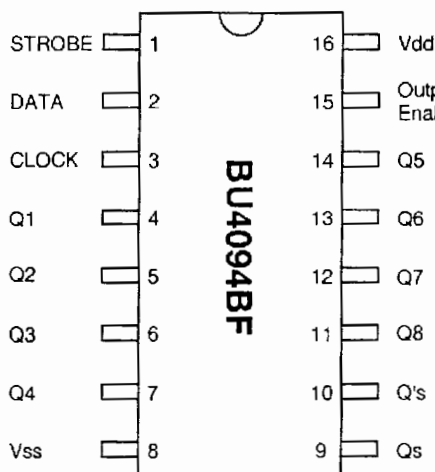 STROBE 1 16 Vdd
DATA 2 15 Outp
Enal
CLOCK 3 14 Q5
BU4094BF
Q1 4 13 Q6
Q2 5 12 Q7
Q3 6 11 Q8
Q4 7 10 Q's
Vss 8 9 Qs